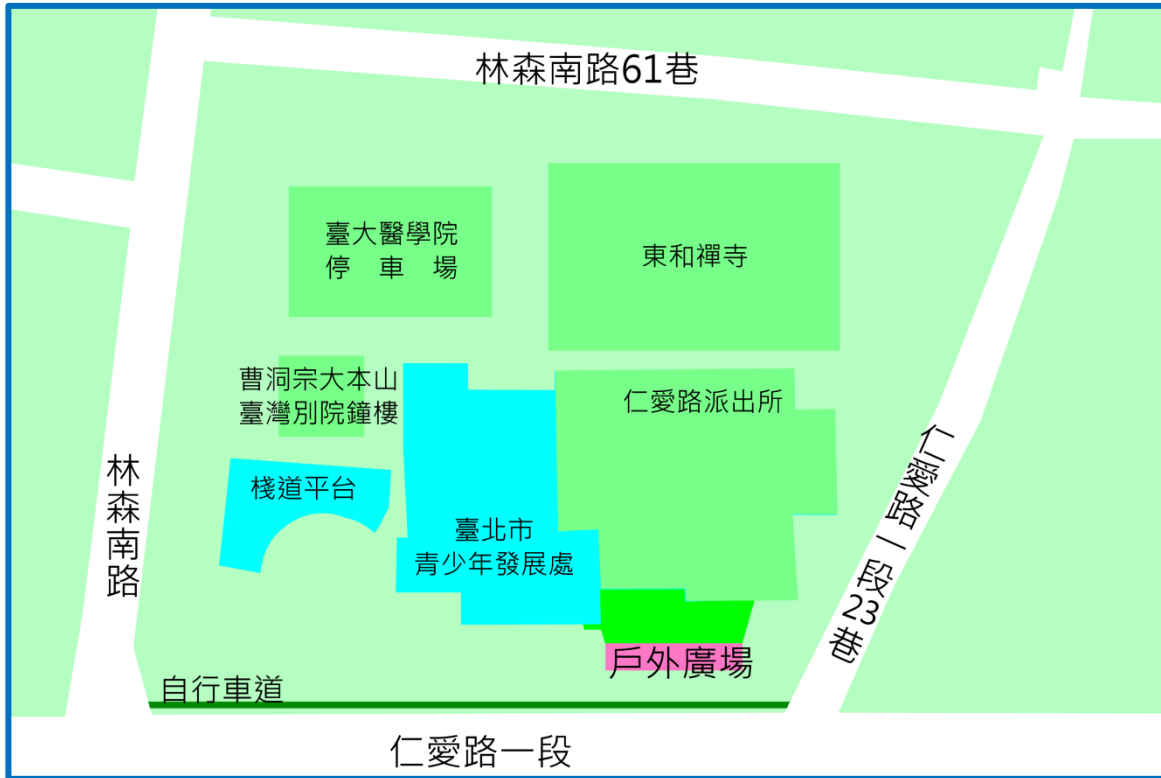 林森南路61巷
臺大醫學院
停 車 場
東和禪寺
曹洞宗大本山
臺灣別院鐘樓
仁愛路派出所
林森南路
棧道平台
臺北市
青少年發展處
仁愛路一段23巷
戶外廣場
自行車道
仁愛路一段